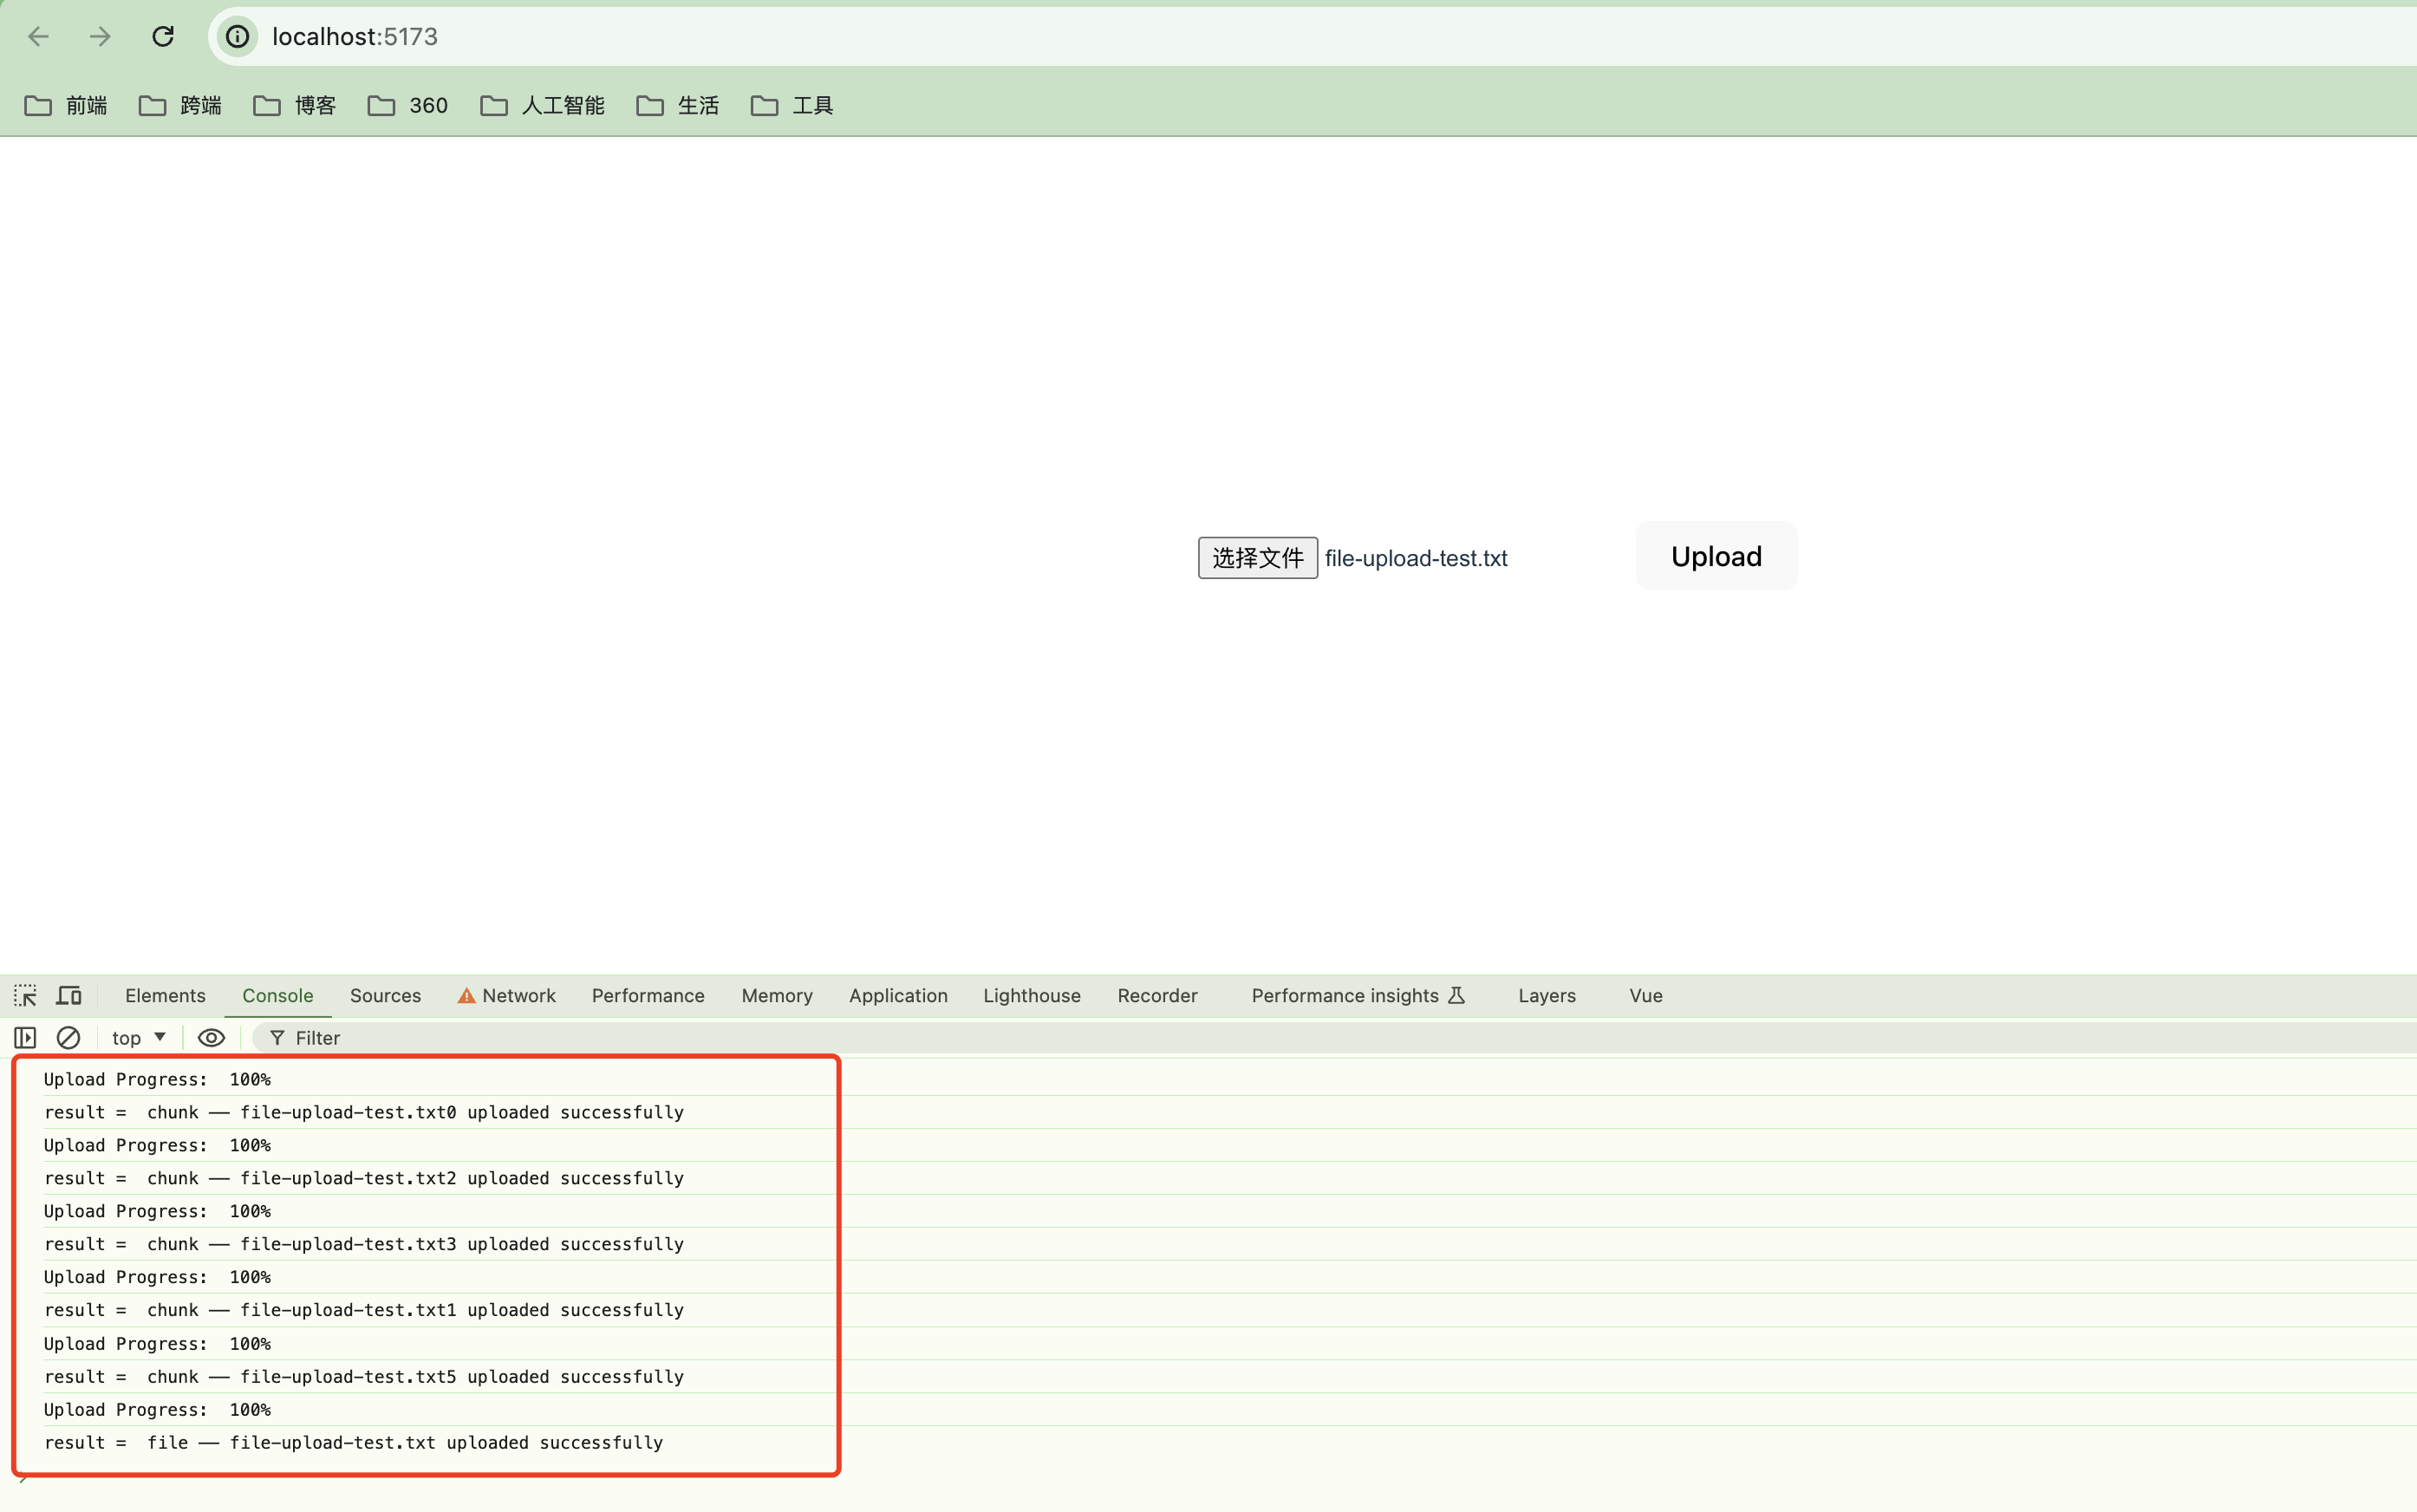 localhost:5173
前端 跨端 博客 360 人工智能 生活 工具
选择文件 file-upload-test.txt Upload
Elements Console Sources Network Performance Memory Application Lighthouse Recorder Performance insights Layers Vue
top Filter
Upload Progress:  100%
result =  chunk —— file-upload-test.txt0 uploaded successfully
Upload Progress:  100%
result =  chunk —— file-upload-test.txt2 uploaded successfully
Upload Progress:  100%
result =  chunk —— file-upload-test.txt3 uploaded successfully
Upload Progress:  100%
result =  chunk —— file-upload-test.txt1 uploaded successfully
Upload Progress:  100%
result =  chunk —— file-upload-test.txt5 uploaded successfully
Upload Progress:  100%
result =  file —— file-upload-test.txt uploaded successfully